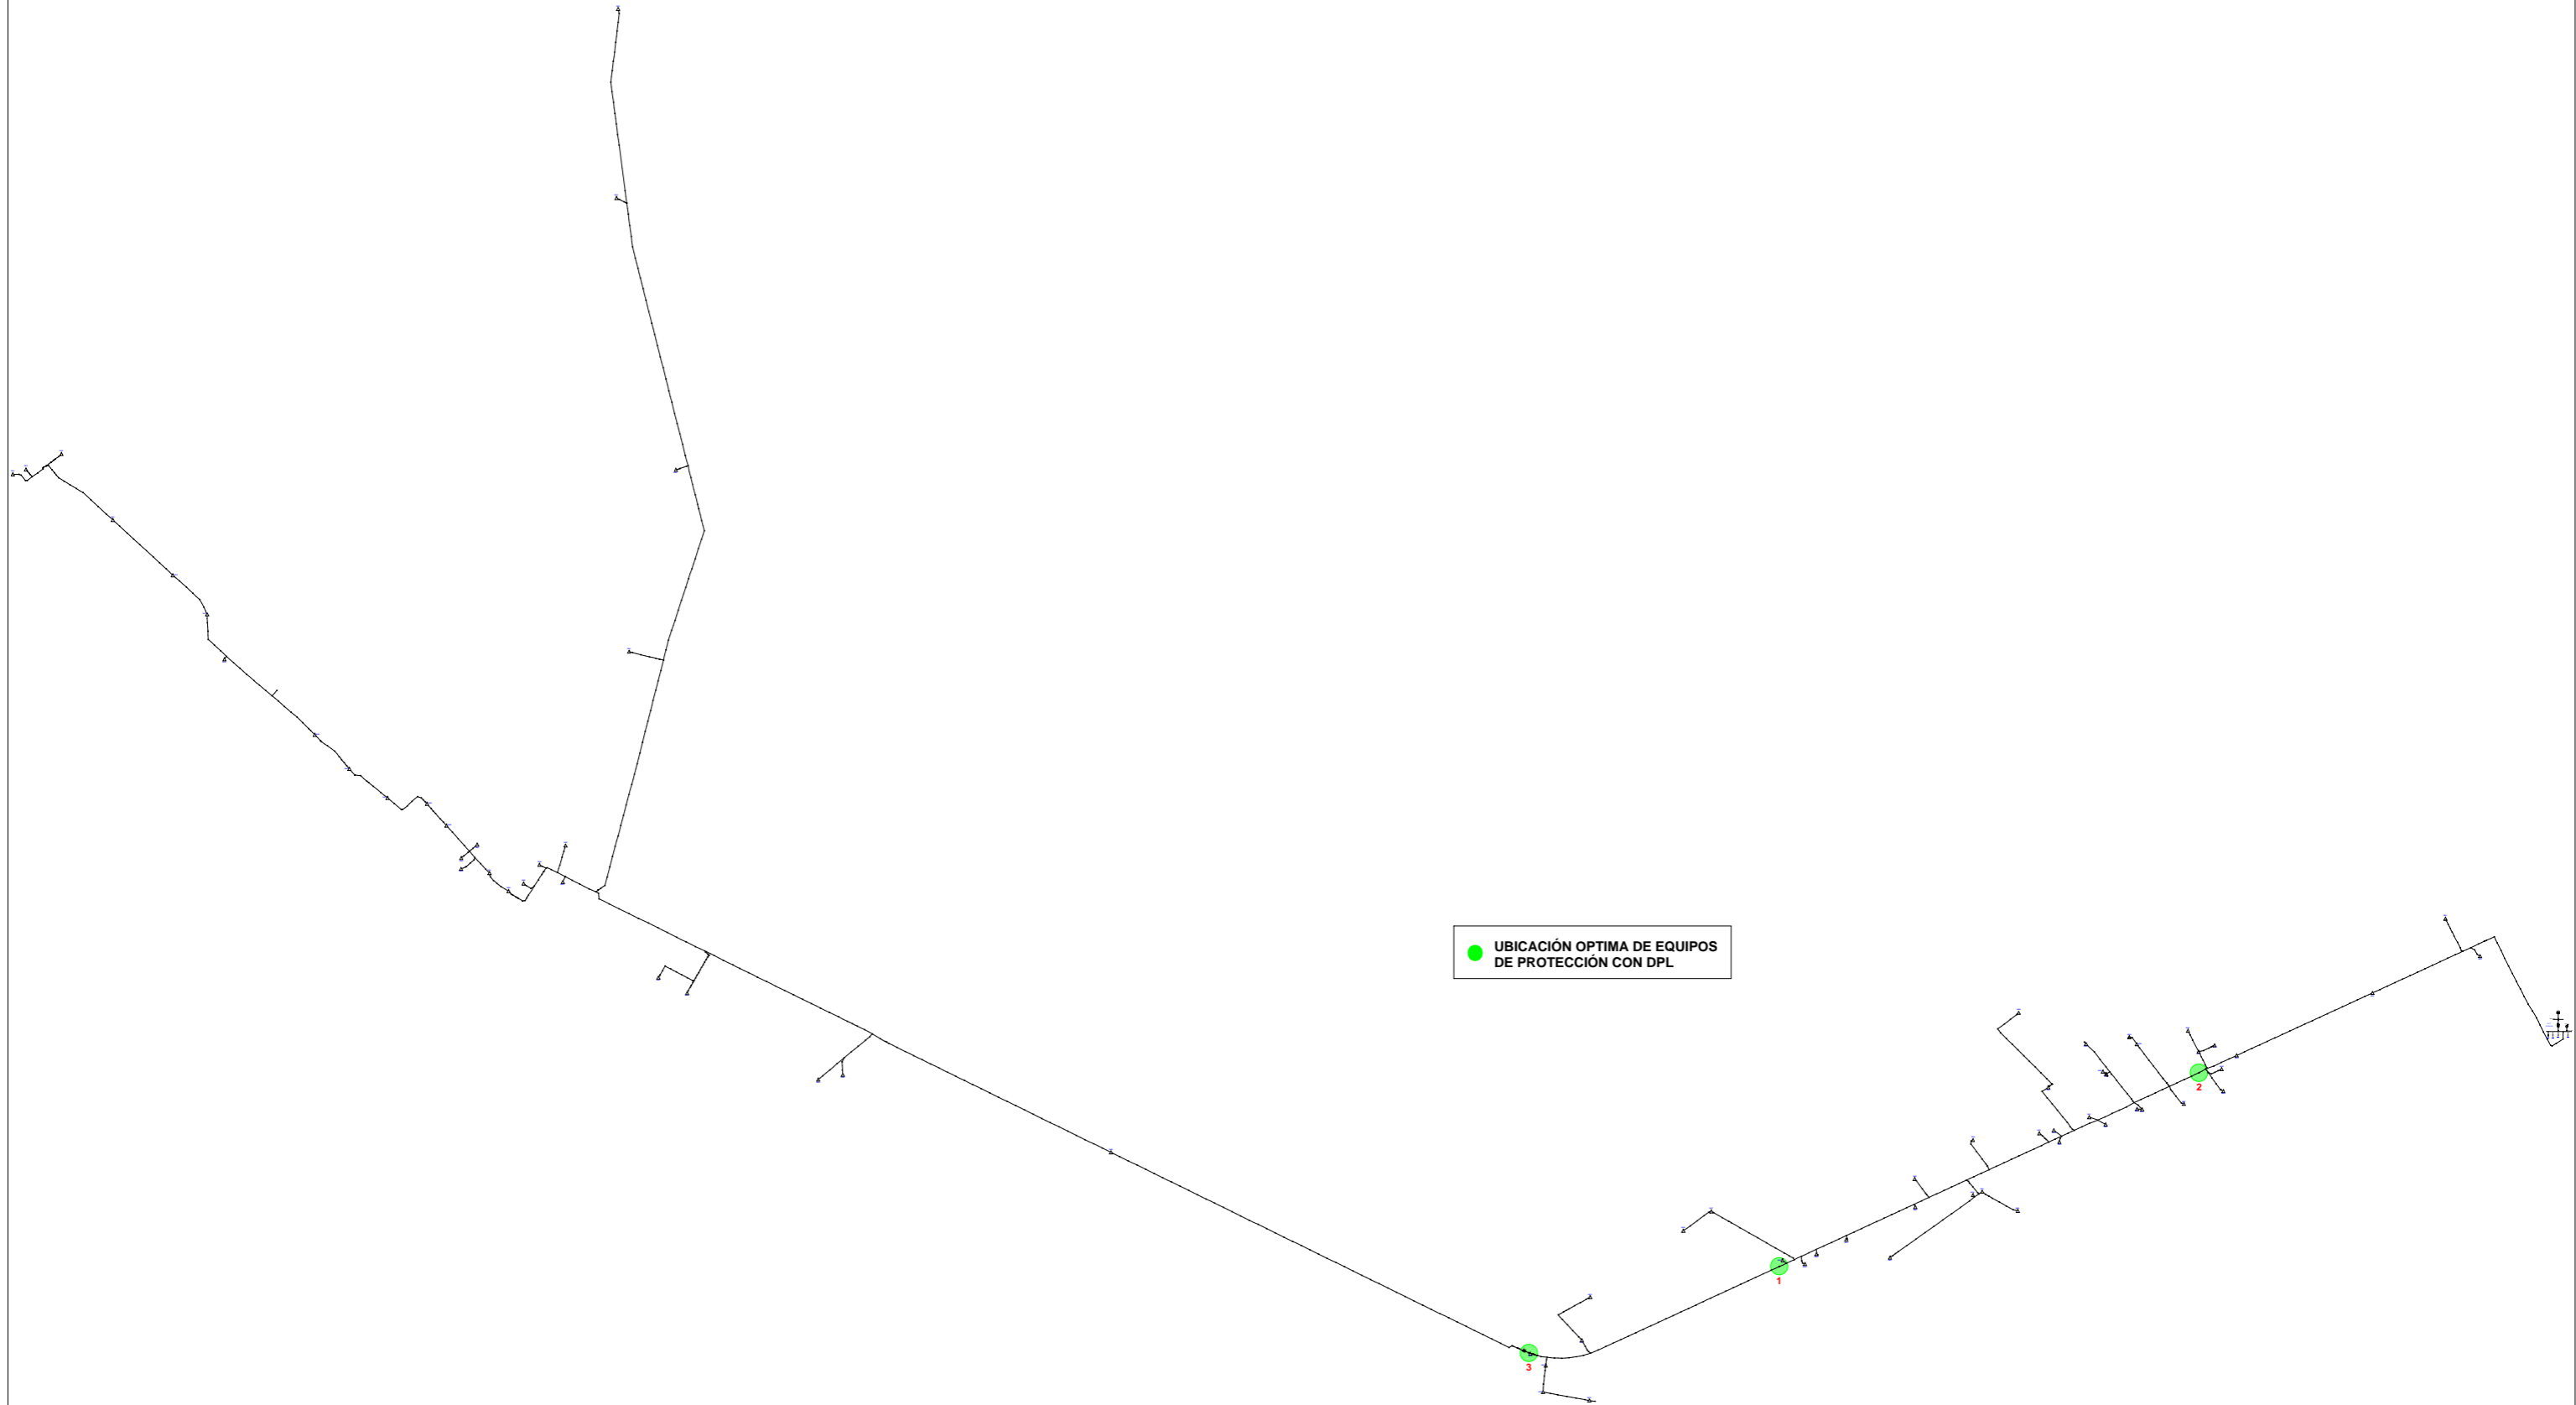 UBICACIÓN OPTIMA DE EQUIPOS
DE PROTECCIÓN CON DPL
2
1
3